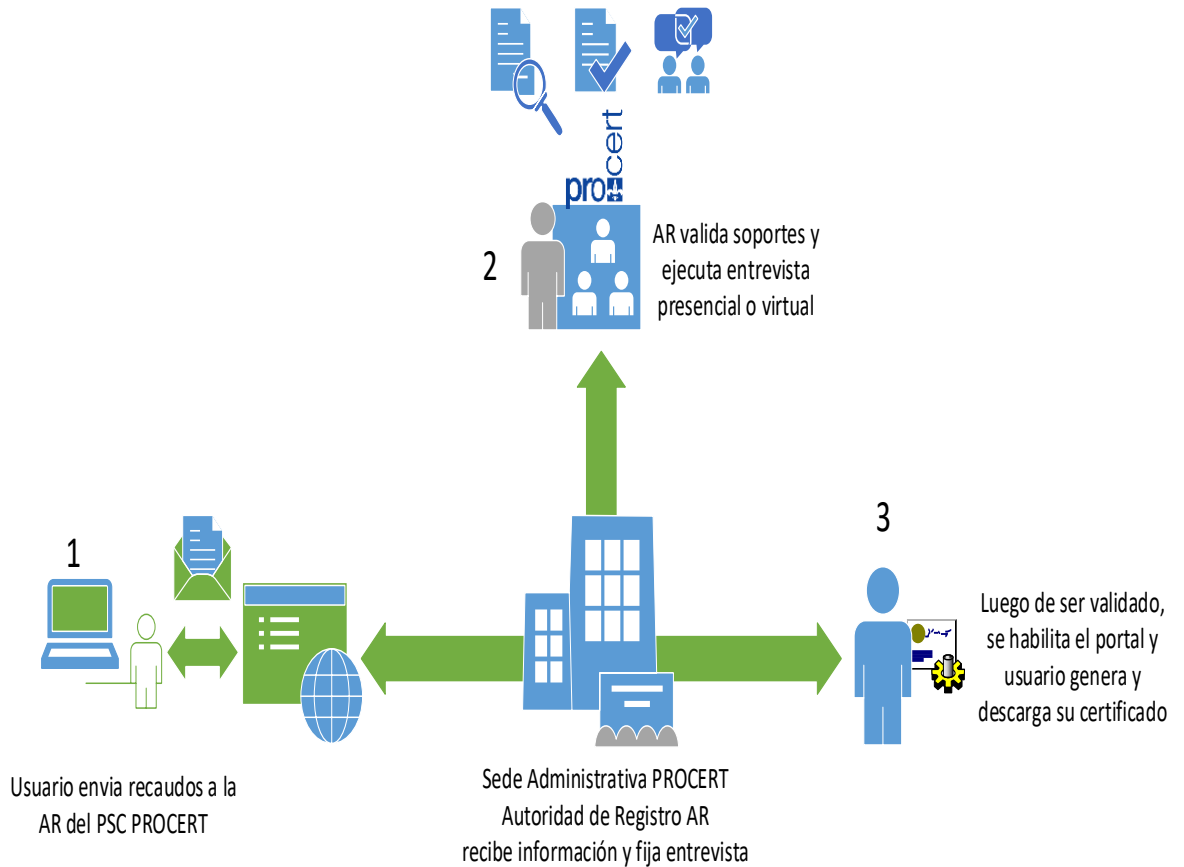 procert
2
AR valida soportes y
ejecuta entrevista
presencial o virtual
1
Usuario envia recaudos a la
AR del PSC PROCERT
Sede Administrativa PROCERT
Autoridad de Registro AR
recibe información y fija entrevista
3
Luego de ser validado,
se habilita el portal y
usuario genera y
descarga su certificado